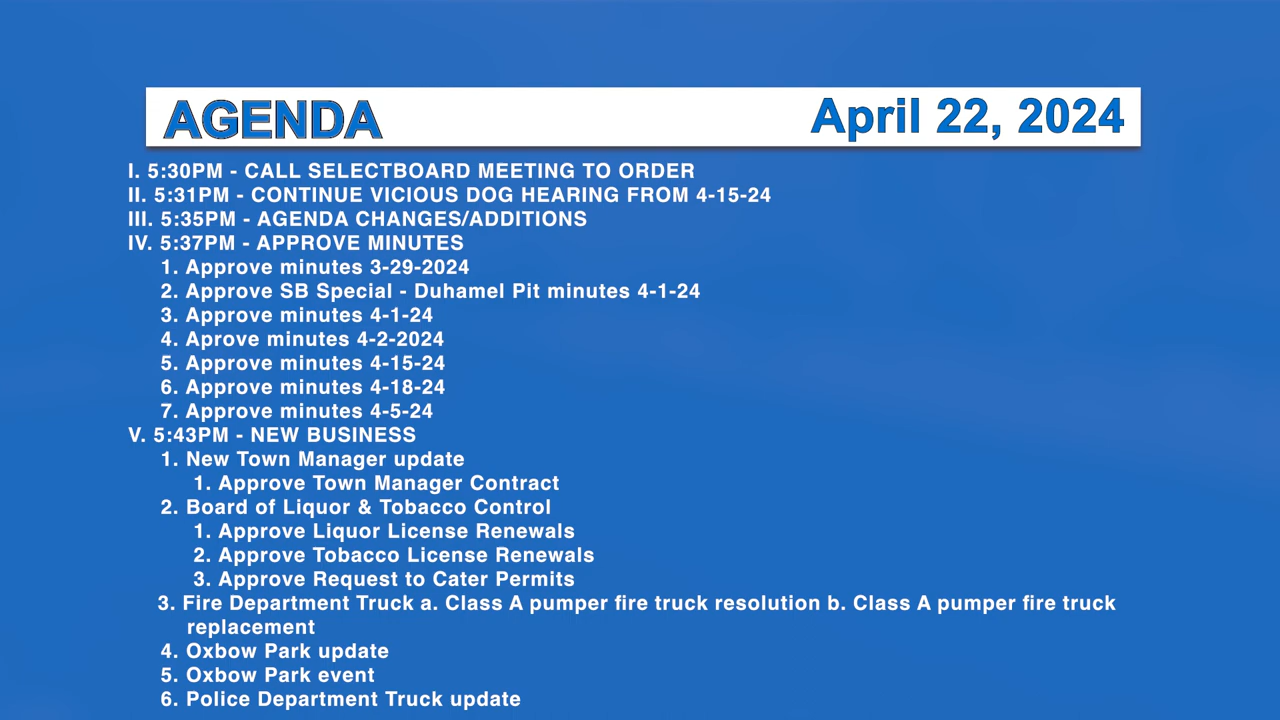 AGENDA
April 22, 2024
I. 5:30PM - CALL SELECTBOARD MEETING TO ORDER
II. 5:31PM - CONTINUE VICIOUS DOG HEARING FROM 4-15-24
III. 5:35PM - AGENDA CHANGES/ADDITIONS
IV. 5:37PM - APPROVE MINUTES
1. Approve minutes 3-29-2024
2. Approve SB Special - Duhamel Pit minutes 4-1-24
3. Approve minutes 4-1-24
4. Aprove minutes 4-2-2024
5. Approve minutes 4-15-24
6. Approve minutes 4-18-24
7. Approve minutes 4-5-24
V. 5:43PM - NEW BUSINESS
1. New Town Manager update
1. Approve Town Manager Contract
2. Board of Liquor & Tobacco Control
1. Approve Liquor License Renewals
2. Approve Tobacco License Renewals
3. Approve Request to Cater Permits
3. Fire Department Truck a. Class A pumper fire truck resolution b. Class A pumper fire truck
replacement
4. Oxbow Park update
5. Oxbow Park event
6. Police Department Truck update